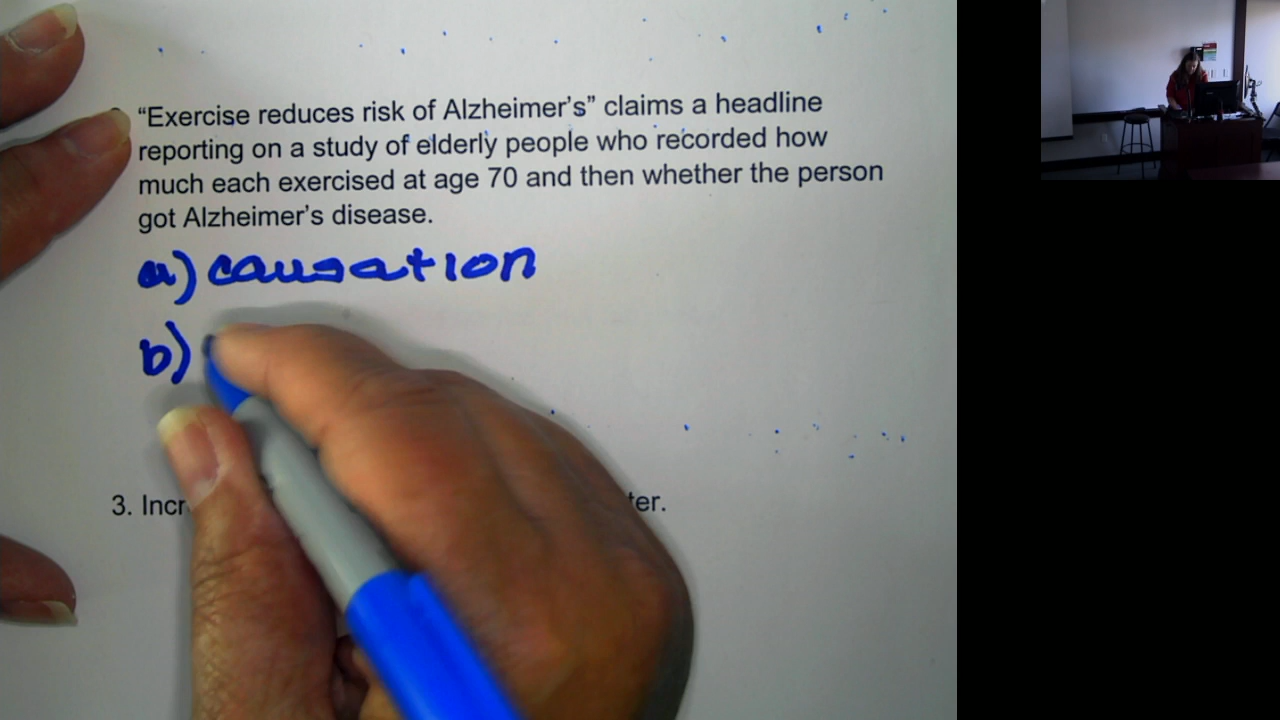 “Exercise reduces risk of Alzheimer’s” claims a headline
reporting on a study of elderly people who recorded how
much each exercised at age 70 and then whether the person
got Alzheimer’s disease.
a) causation
b)
3. Incr ter.